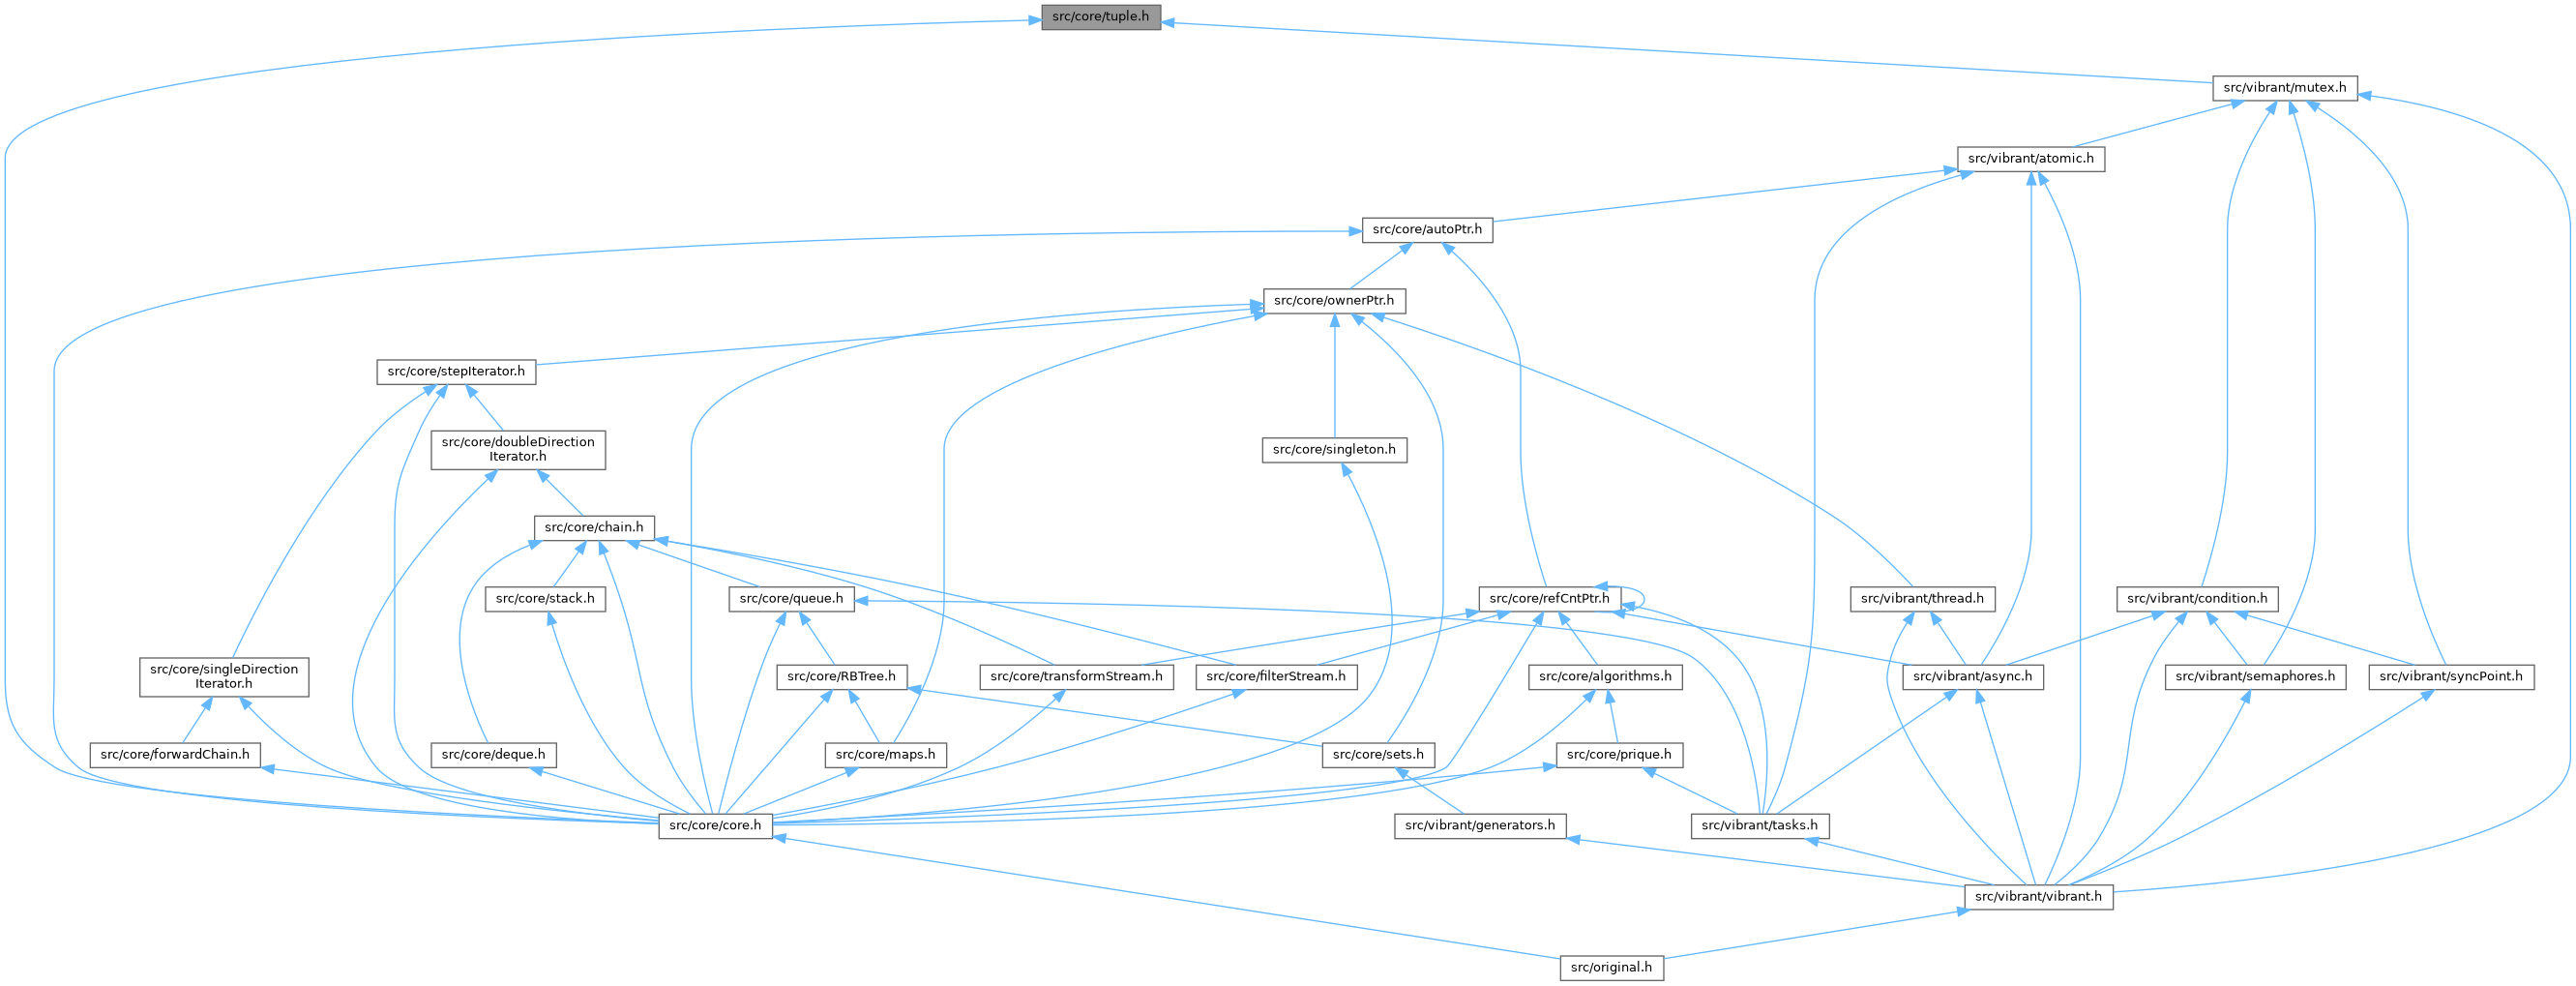 src/core/tuple.h
src/vibrant/mutex.h
src/vibrant/atomic.h
src/core/autoPtr.h
src/core/ownerPtr.h
src/core/stepIterator.h
src/core/doubleDirection
Iterator.h
src/core/singleton.h
src/core/chain.h
src/core/stack.h
src/core/queue.h
src/core/refCntPtr.h
src/vibrant/thread.h
src/vibrant/condition.h
src/core/singleDirection
Iterator.h
src/core/RBTree.h
src/core/transformStream.h
src/core/filterStream.h
src/core/algorithms.h
src/vibrant/async.h
src/vibrant/semaphores.h
src/vibrant/syncPoint.h
src/core/forwardChain.h
src/core/deque.h
src/core/maps.h
src/core/sets.h
src/core/prique.h
src/core/core.h
src/vibrant/generators.h
src/vibrant/tasks.h
src/vibrant/vibrant.h
src/original.h